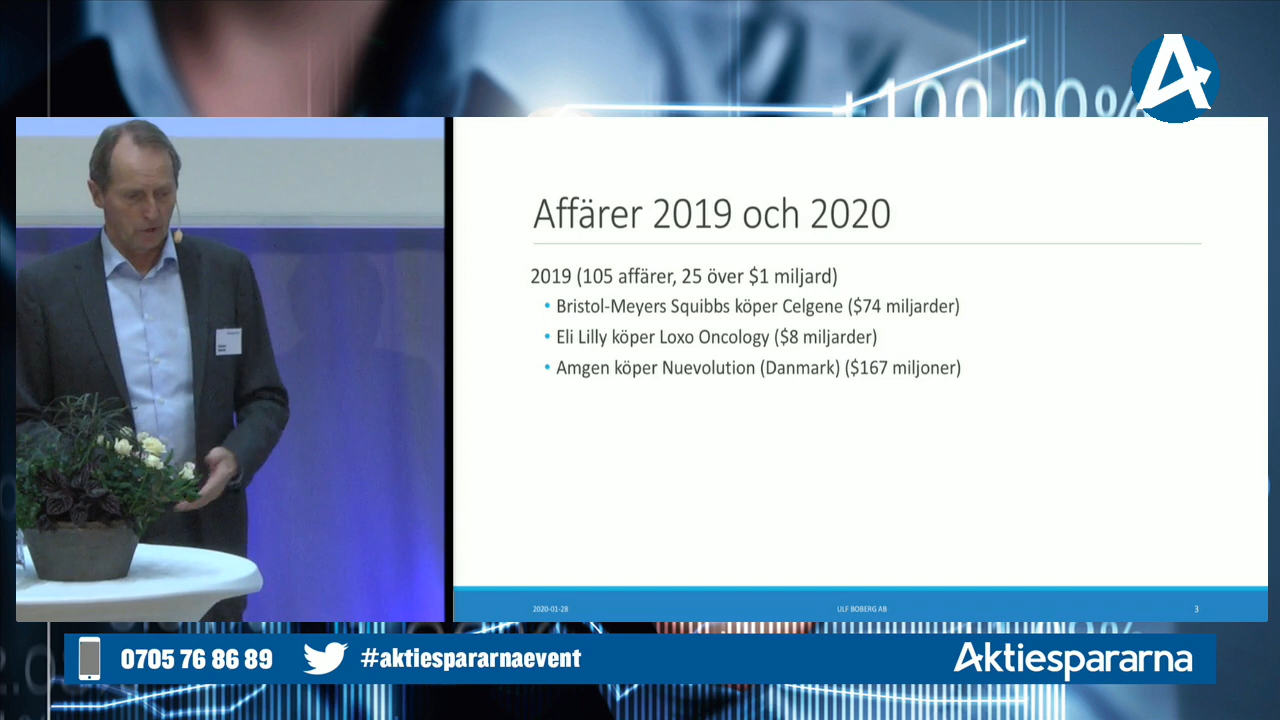 +100,00%
Affärer 2019 och 2020
2019 (105 affärer, 25 över $1 miljard)
• Bristol-Meyers Squibbs köper Celgene ($74 miljarder)
• Eli Lilly köper Loxo Oncology ($8 miljarder)
• Amgen köper Nuevolution (Danmark) ($167 miljoner)
2020-01-28
ULF BOBERG AB
3
0705 76 86 89
#aktiespararnaevent
Aktiespararna